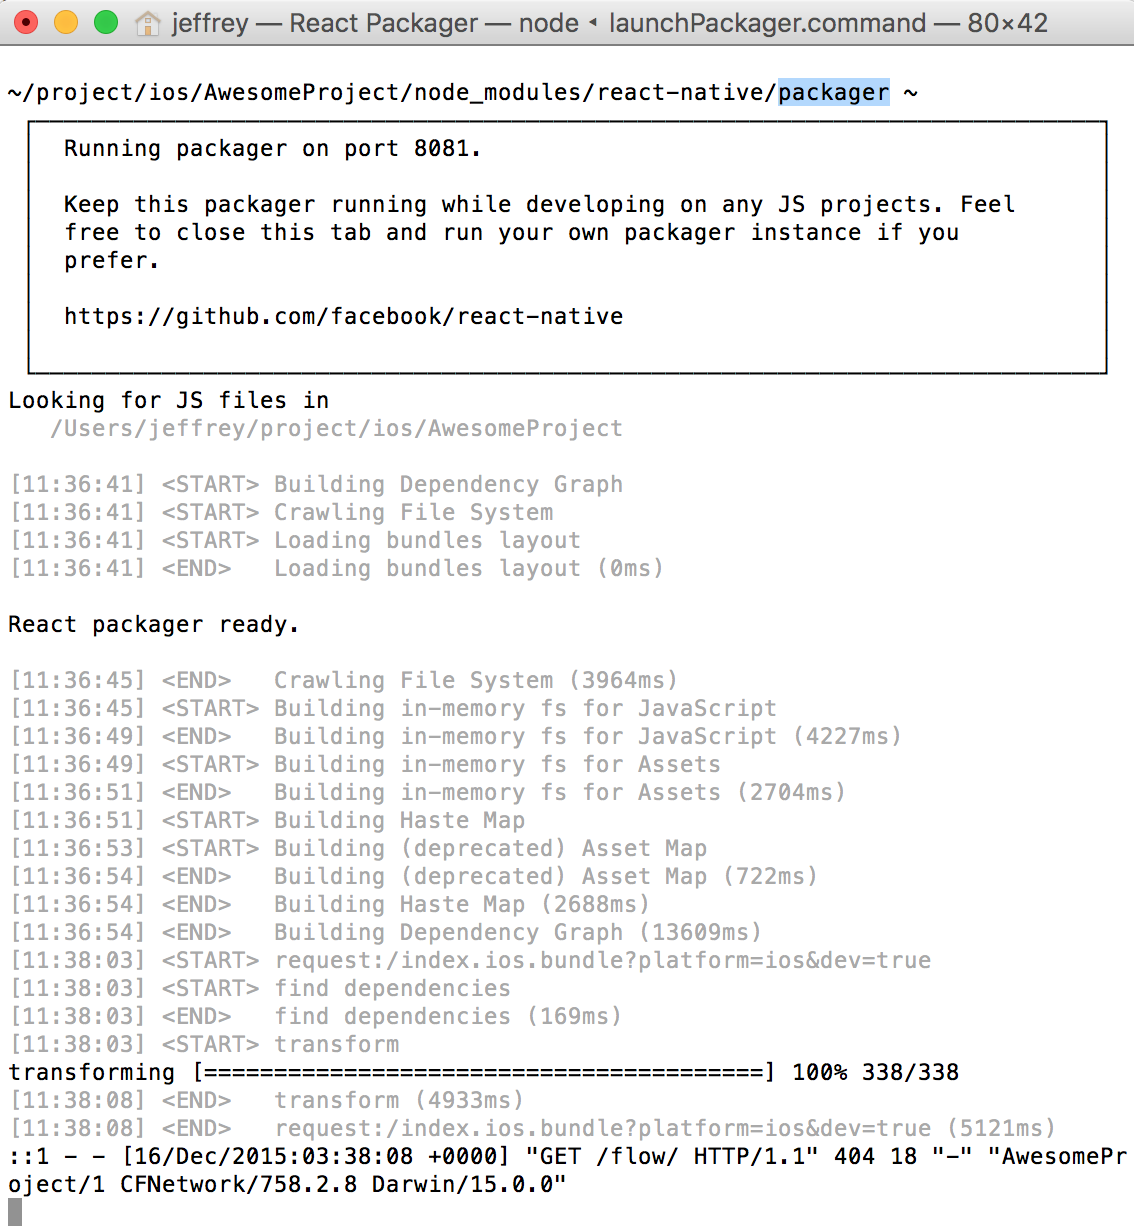 jeffrey — React Packager — node ◂ launchPackager.command — 80×42
~/project/ios/AwesomeProject/node_modules/react-native/packager ~
Running packager on port 8081.
Keep this packager running while developing on any JS projects. Feel
free to close this tab and run your own packager instance if you
prefer.
https://github.com/facebook/react-native
Looking for JS files in
/Users/jeffrey/project/ios/AwesomeProject
[11:36:41] <START> Building Dependency Graph
[11:36:41] <START> Crawling File System
[11:36:41] <START> Loading bundles layout
[11:36:41] <END>   Loading bundles layout (0ms)
React packager ready.
[11:36:45] <END>   Crawling File System (3964ms)
[11:36:45] <START> Building in-memory fs for JavaScript
[11:36:49] <END>   Building in-memory fs for JavaScript (4227ms)
[11:36:49] <START> Building in-memory fs for Assets
[11:36:51] <END>   Building in-memory fs for Assets (2704ms)
[11:36:51] <START> Building Haste Map
[11:36:53] <START> Building (deprecated) Asset Map
[11:36:54] <END>   Building (deprecated) Asset Map (722ms)
[11:36:54] <END>   Building Haste Map (2688ms)
[11:36:54] <END>   Building Dependency Graph (13609ms)
[11:38:03] <START> request:/index.ios.bundle?platform=ios&dev=true
[11:38:03] <START> find dependencies
[11:38:03] <END>   find dependencies (169ms)
[11:38:03] <START> transform
transforming [========================================] 100% 338/338
[11:38:08] <END>   transform (4933ms)
[11:38:08] <END>   request:/index.ios.bundle?platform=ios&dev=true (5121ms)
::1 - - [16/Dec/2015:03:38:08 +0000] "GET /flow/ HTTP/1.1" 404 18 "-" "AwesomePr
oject/1 CFNetwork/758.2.8 Darwin/15.0.0"